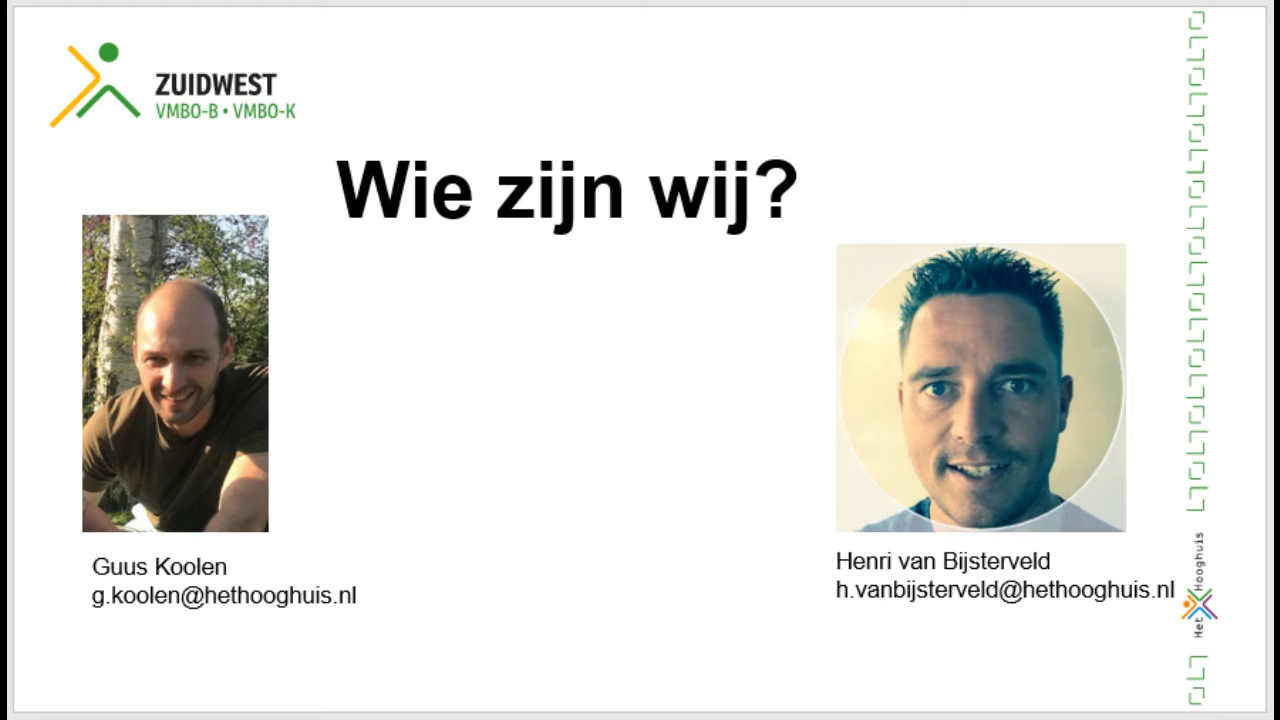 ZUIDWEST
VMBO-B • VMBO-K
Wie zijn wij?
Guus Koolen
g.koolen@hethooghuis.nl
Henri van Bijsterveld
h.vanbijsterveld@hethooghuis.nl
Het Hooghuis